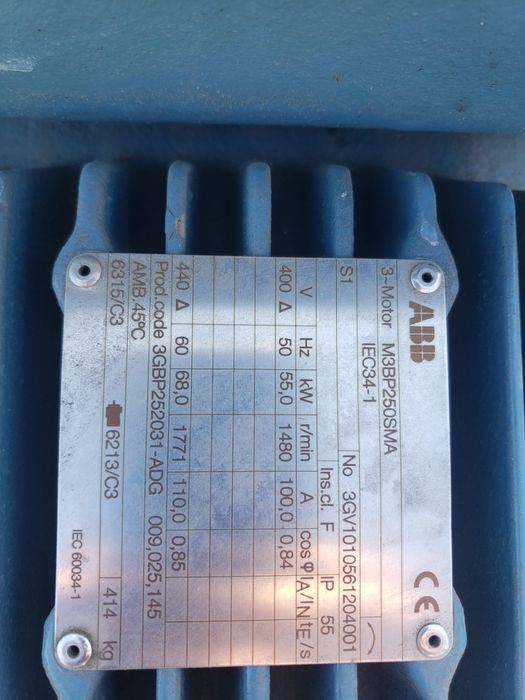 ABB CE
3~Motor M3BP250SMA
IEC34-1
No 3GV1010561204001
S1 Ins.cl. F IP 55
V Hz kW r/min A cosφ IA/IN tE/s
400 Δ 50 55,0 1480 100,0 0,84
440 Δ 60 68,0 1771 110,0 0,85
Prod.code 3GBP252031-ADG 009,025,145
AMB.45°C
6315/C3 6213/C3 414 kg
IEC 60034-1